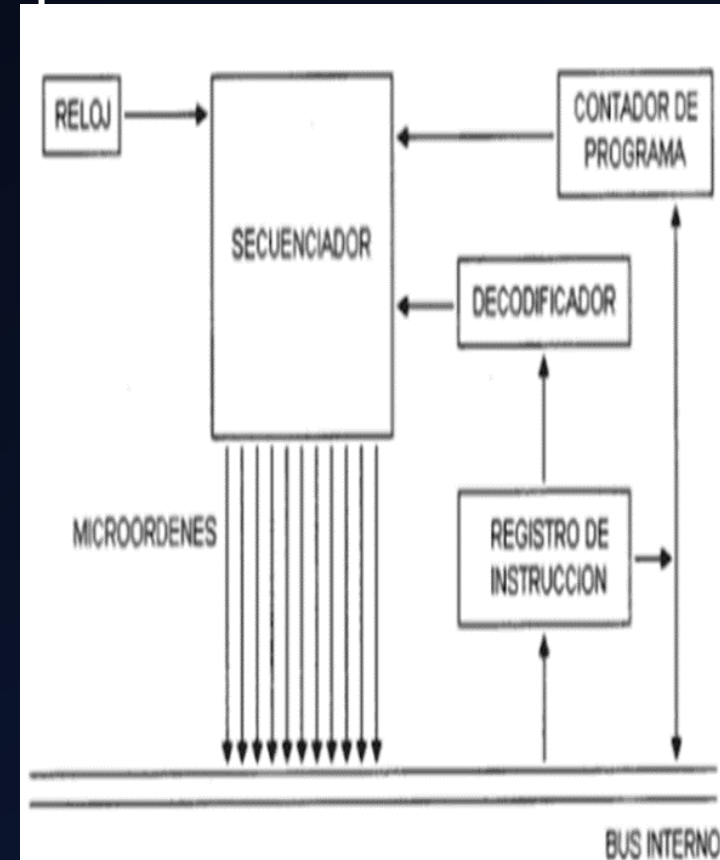 RELOJ
CONTADOR DE
PROGRAMA
SECUENCIADOR
DECODIFICADOR
MICROORDENES
REGISTRO DE
INSTRUCCION
BUS INTERNO